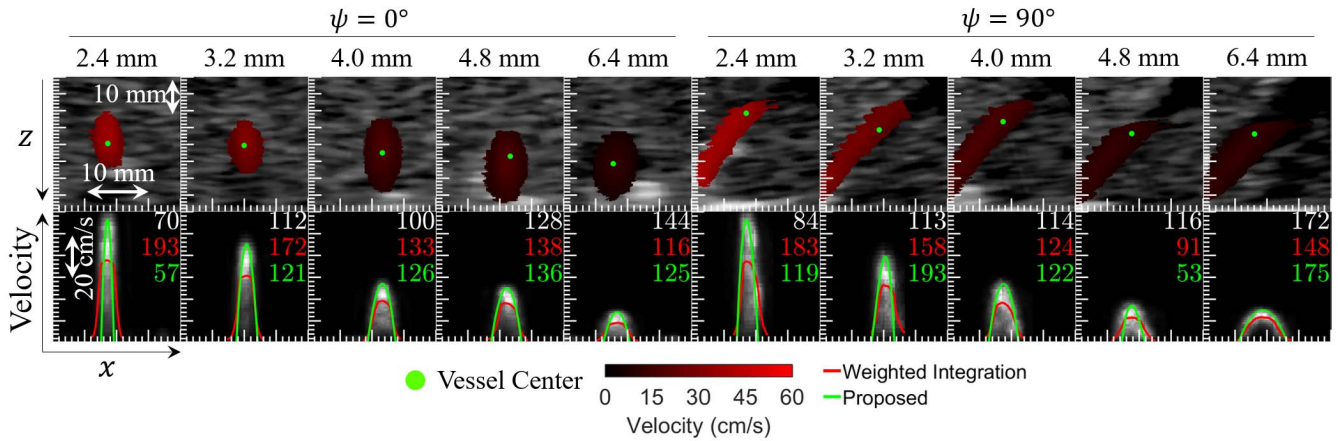 ψ = 0° ψ = 90°
2.4 mm 3.2 mm 4.0 mm 4.8 mm 6.4 mm 2.4 mm 3.2 mm 4.0 mm 4.8 mm 6.4 mm
10 mm
z
10 mm
70 112 100 128 144 84 113 114 116 172
193 172 133 138 116 183 158 124 91 148
57 121 126 136 125 119 193 122 53 175
20 cm/s
Velocity
x
Vessel Center
0 15 30 45 60
Velocity (cm/s)
Weighted Integration
Proposed